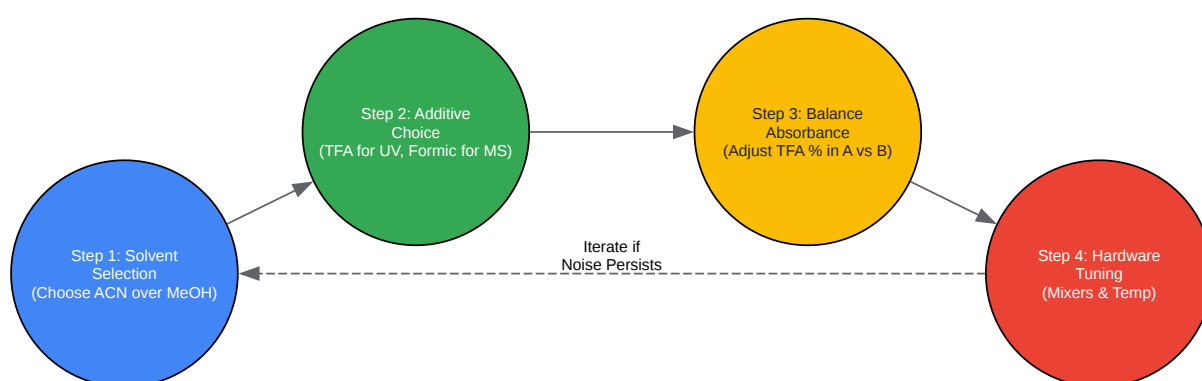 Step 1: Solvent
Selection
(Choose ACN over MeOH)
Step 2: Additive
Choice
(TFA for UV, Formic for MS)
Step 3: Balance
Absorbance
(Adjust TFA % in A vs B)
Step 4: Hardware
Tuning
(Mixers & Temp)
Iterate if
Noise Persists